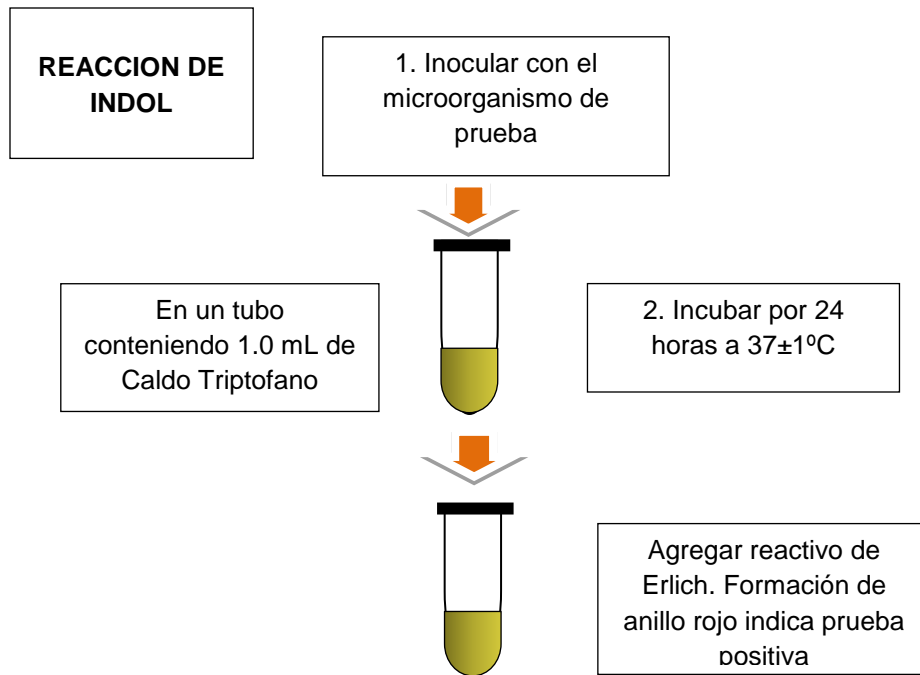 REACCION DE
INDOL
1. Inocular con el
microorganismo de
prueba
En un tubo
conteniendo 1.0 mL de
Caldo Triptofano
2. Incubar por 24
horas a 37±1ºC
Agregar reactivo de
Erlich. Formación de
anillo rojo indica prueba
positiva